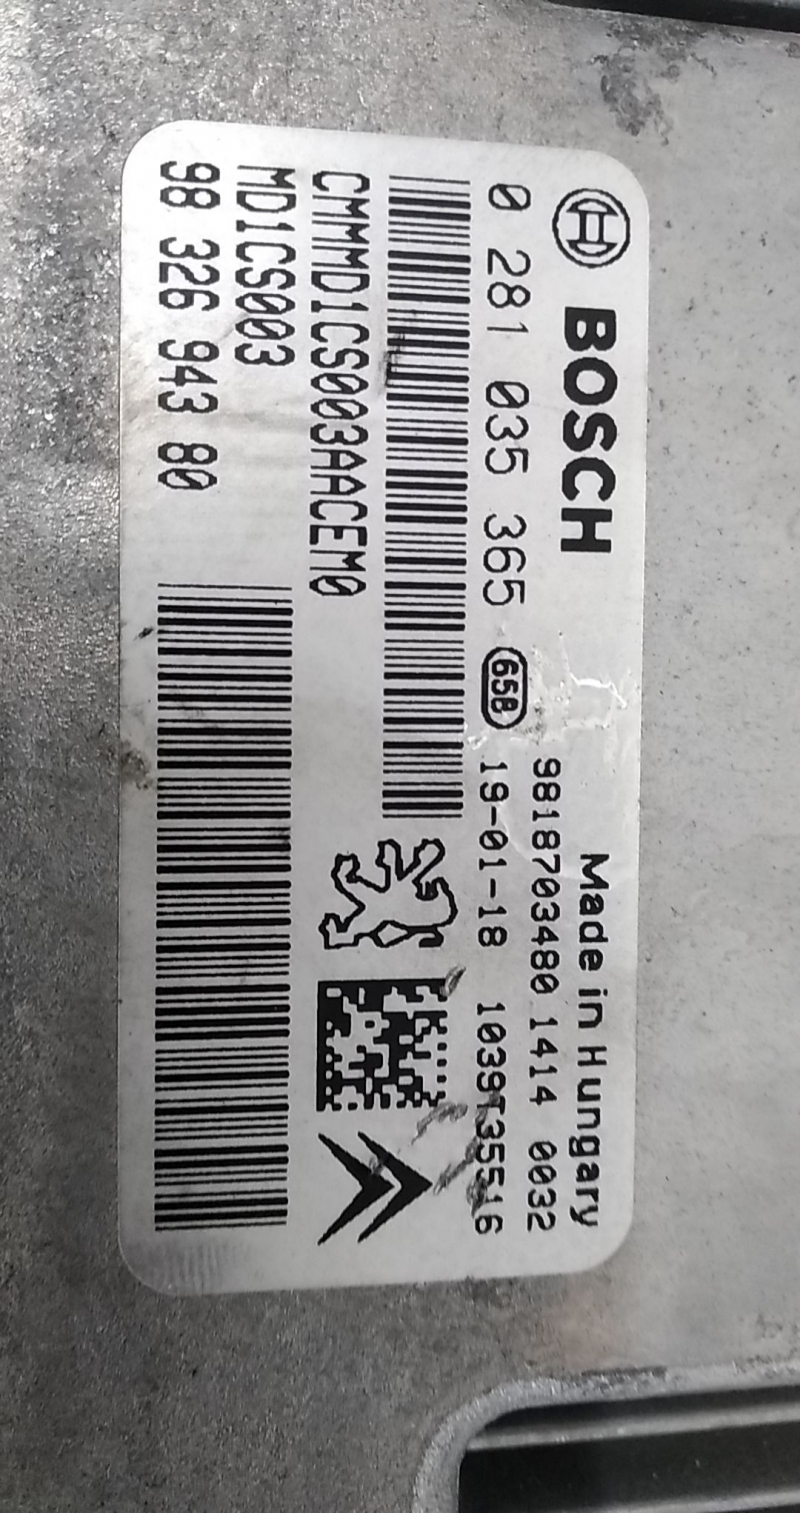 BOSCH
Made in Hungary
9818703480 1414 0032
0 281 035 365 65B 19-01-18 1039T35516
CMMMD1CS003AACEM0
MD1CS003
98 326 943 80